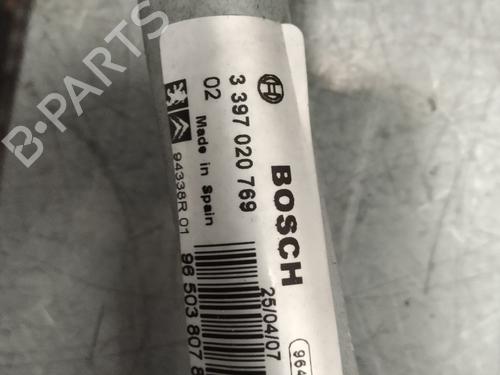 B-PARTS
BOSCH
3 397 020 769
02 Made in Spain
25/04/07
94338R 01
96 503 807 8
964